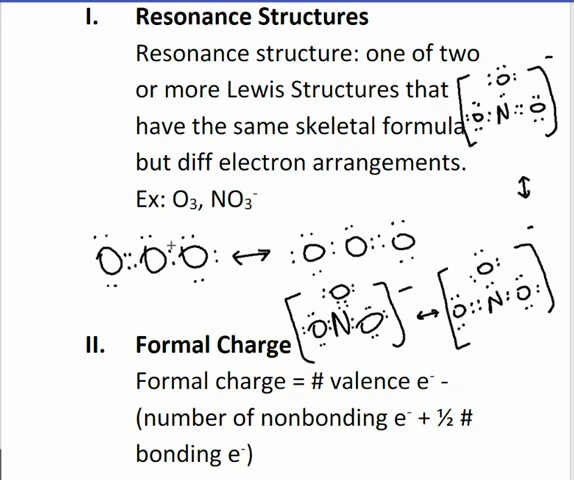 I. Resonance Structures
Resonance structure: one of two
or more Lewis Structures that
have the same skeletal formula
but diff electron arrangements.
Ex: O₃, NO₃⁻
:O:
:O: N :: O
−
↕
O :: O : O : ↔ : O : O :: O
+
[:O: N :O:]⁻ ↔ [O :: N : O:]⁻
O
O:
II. Formal Charge
Formal charge = # valence e⁻ -
(number of nonbonding e⁻ + ½ #
bonding e⁻)